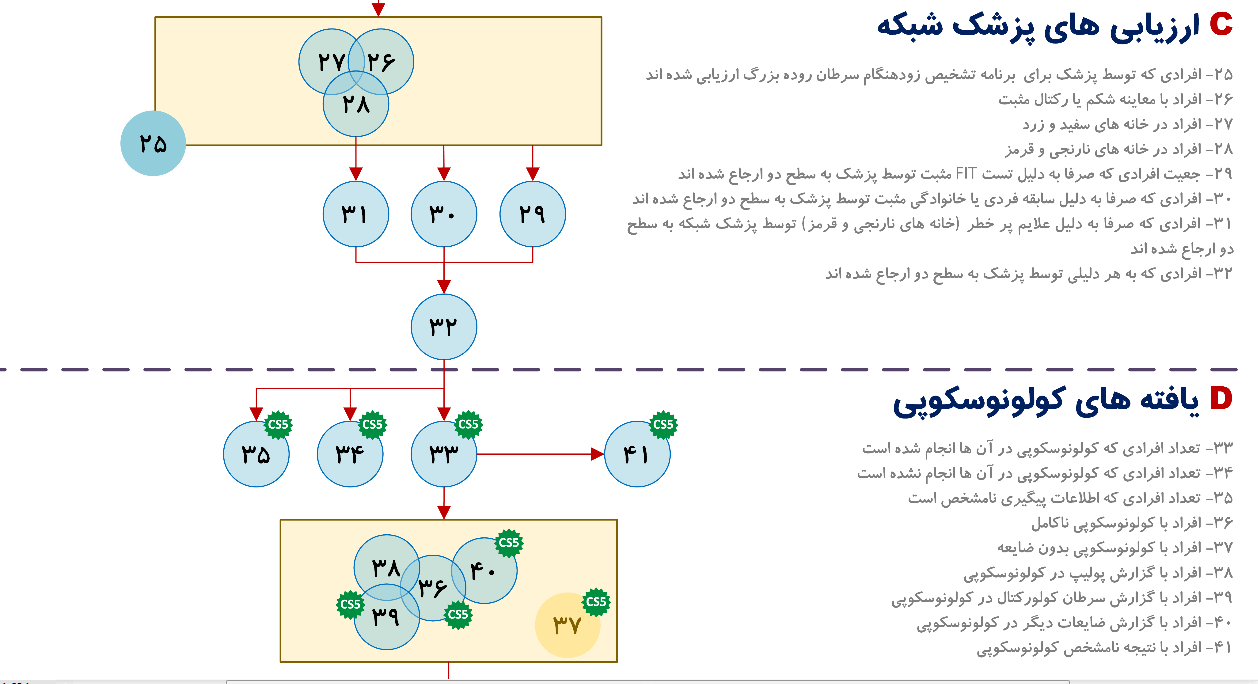 C ارزیابی های پزشک شبکه
۲۵- افرادی که توسط پزشک برای برنامه تشخیص زودهنگام سرطان روده بزرگ ارزیابی شده اند
۲۶- افراد با معاینه شکم یا رکتال مثبت
۲۷- افراد در خانه های سفید و زرد
۲۸- افراد در خانه های نارنجی و قرمز
۲۹- جعیت افرادی که صرفا به دلیل تست FIT مثبت توسط پزشک به سطح دو ارجاع شده اند
۳۰- افرادی که صرفا به دلیل سابقه فردی یا خانوادگی مثبت توسط پزشک به سطح دو ارجاع شده اند
۳۱- افرادی که صرفا به دلیل علایم پر خطر (خانه های نارنجی و قرمز) توسط پزشک شبکه به سطح
دو ارجاع شده اند
۳۲- افرادی که به هر دلیلی توسط پزشک به سطح دو ارجاع شده اند
۲۶
۲۷
۲۸
۲۵
۲۹
۳۰
۳۱
۳۲
D یافته های کولونوسکوپی
۳۳- تعداد افرادی که کولونوسکوپی در آن ها انجام شده است
۳۴- تعداد افرادی که کولونوسکوپی در آن ها انجام نشده است
۳۵- تعداد افرادی که اطلاعات پیگیری نامشخص است
۳۶- افراد با کولونوسکوپی ناکامل
۳۷- افراد با کولونوسکوپی بدون ضایعه
۳۸- افراد با گزارش پولیپ در کولونوسکوپی
۳۹- افراد با گزارش سرطان کولورکتال در کولونوسکوپی
۴۰- افراد با گزارش ضایعات دیگر در کولونوسکوپی
۴۱- افراد با نتیجه نامشخص کولونوسکوپی
۴۱ CS5
۳۳ CS5
۳۴ CS5
۳۵ CS5
۴۰ CS5
۳۸
۳۶ CS5
۳۹ CS5
۳۷ CS5